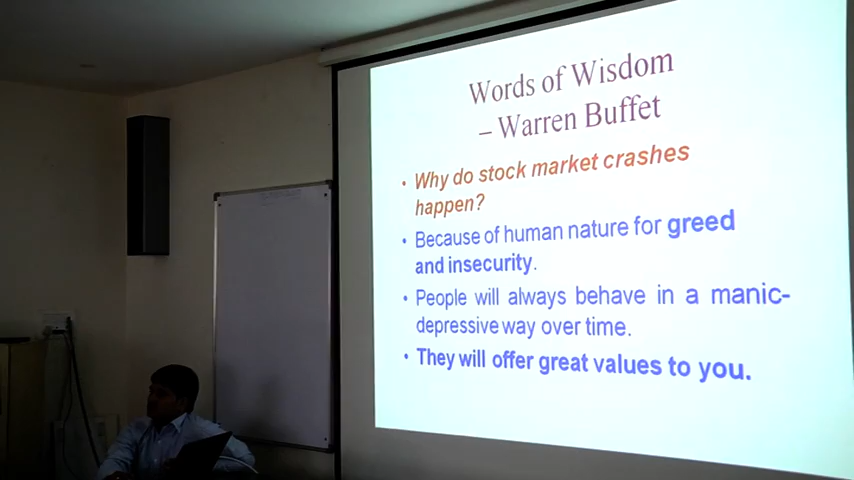 Words of Wisdom
– Warren Buffet
• Why do stock market crashes
happen?
• Because of human nature for greed
and insecurity.
• People will always behave in a manic-
depressive way over time.
• They will offer great values to you.